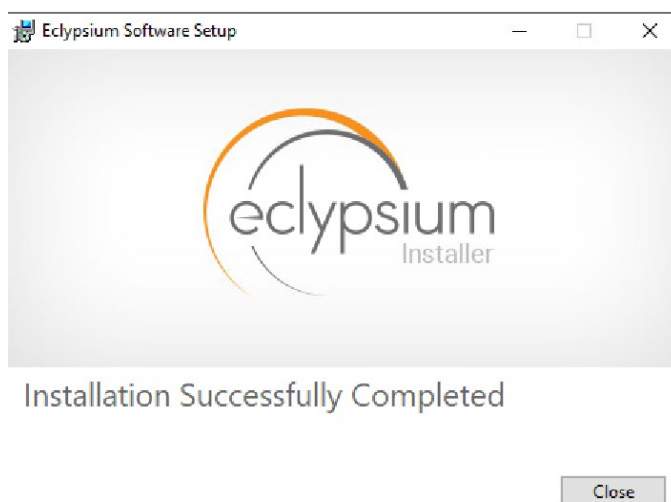 Eclypsium Software Setup
eclypsium
Installer
Installation Successfully Completed
Close